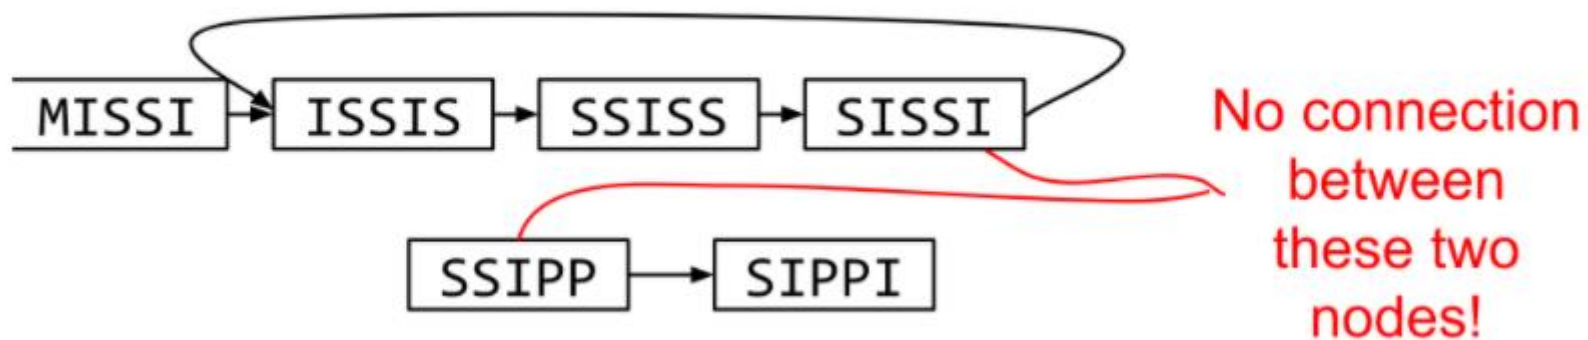 MISSI ISSIS SSISS SISSI
SSIPP SIPPI
No connection
between
these two
nodes!